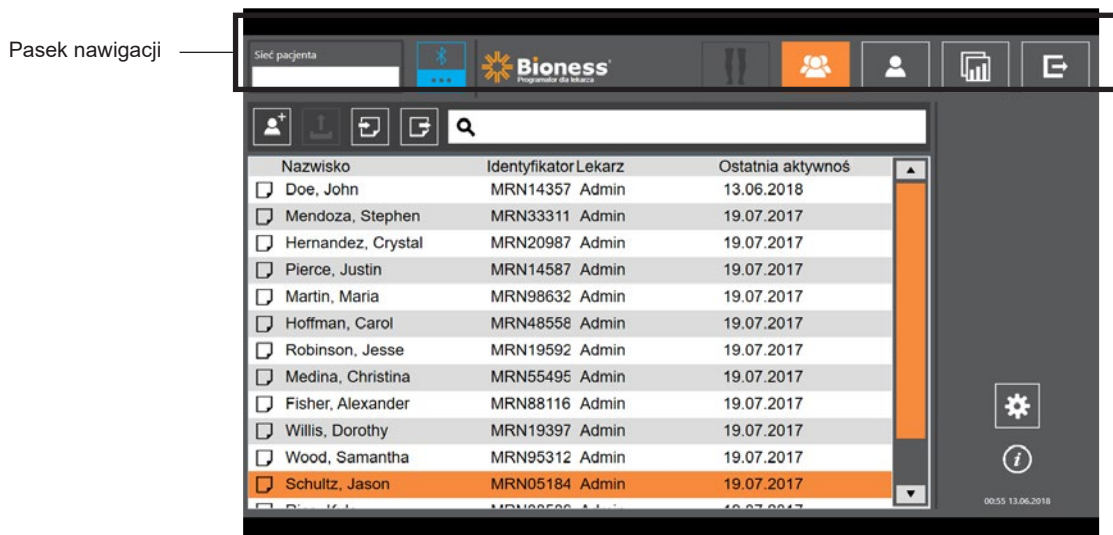 Pasek nawigacji
Sieć pacjenta
Bioness
Programator dla lekarza
Nazwisko Identyfikator Lekarz Ostatnia aktywnoś
Doe, John MRN14357 Admin 13.06.2018
Mendoza, Stephen MRN33311 Admin 19.07.2017
Hernandez, Crystal MRN20987 Admin 19.07.2017
Pierce, Justin MRN14587 Admin 19.07.2017
Martin, Maria MRN98632 Admin 19.07.2017
Hoffman, Carol MRN48558 Admin 19.07.2017
Robinson, Jesse MRN19592 Admin 19.07.2017
Medina, Christina MRN55495 Admin 19.07.2017
Fisher, Alexander MRN88116 Admin 19.07.2017
Willis, Dorothy MRN19397 Admin 19.07.2017
Wood, Samantha MRN95312 Admin 19.07.2017
Schultz, Jason MRN05184 Admin 19.07.2017
00:55 13.06.2018